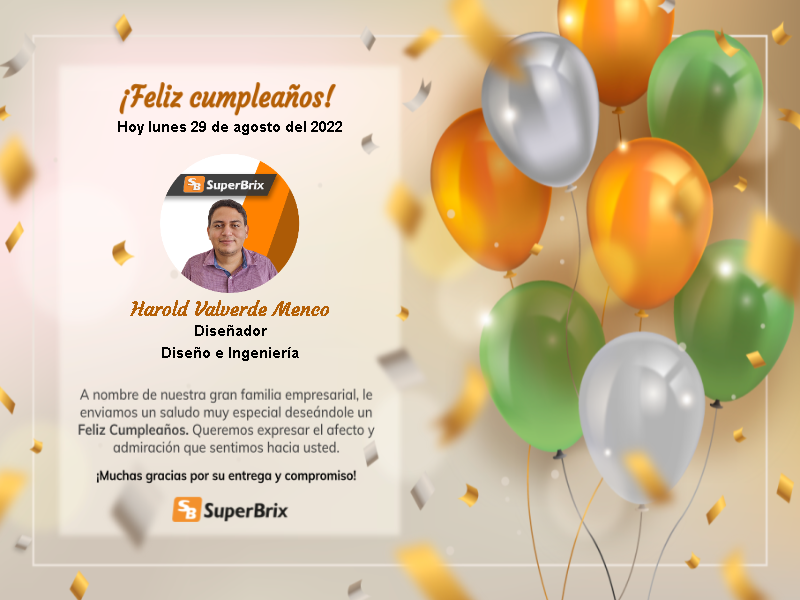 ¡Feliz cumpleaños!
Hoy lunes 29 de agosto del 2022
SB SuperBrix
Harold Valverde Menco
Diseñador
Diseño e Ingeniería
A nombre de nuestra gran familia empresarial, le
enviamos un saludo muy especial deseándole un
Feliz Cumpleaños. Queremos expresar el afecto y
admiración que sentimos hacia usted.
¡Muchas gracias por su entrega y compromiso!
SB SuperBrix